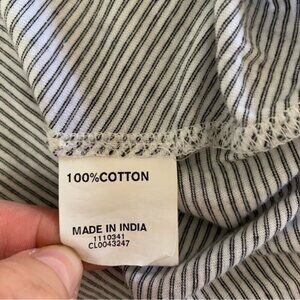 100%COTTON
MADE IN INDIA
1110341
CL0043247